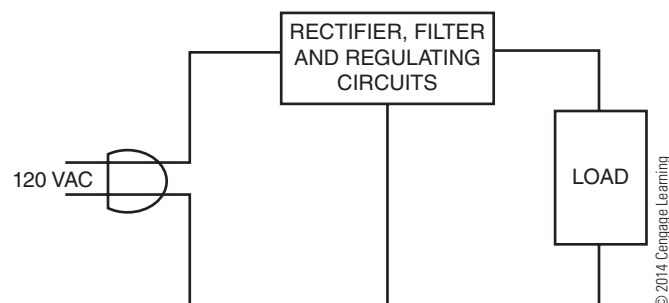 RECTIFIER, FILTER
AND REGULATING
CIRCUITS
120 VAC
LOAD
© 2014 Cengage Learning